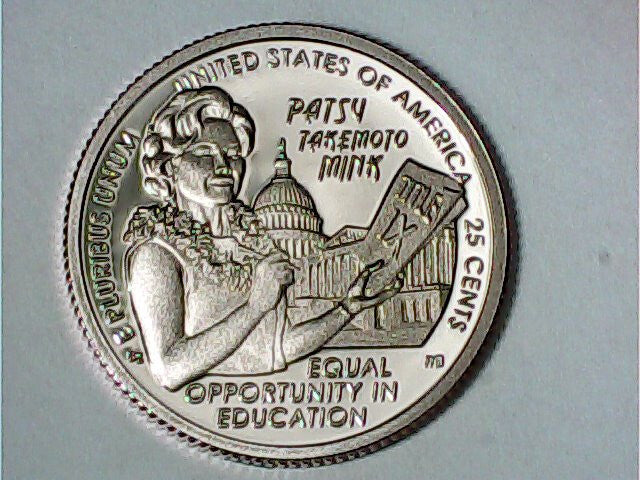 UNITED STATES OF AMERICA
PATSY
TAKEMOTO
MINK
TITLE
IX
E PLURIBUS UNUM
25 CENTS
EQUAL
OPPORTUNITY IN
EDUCATION